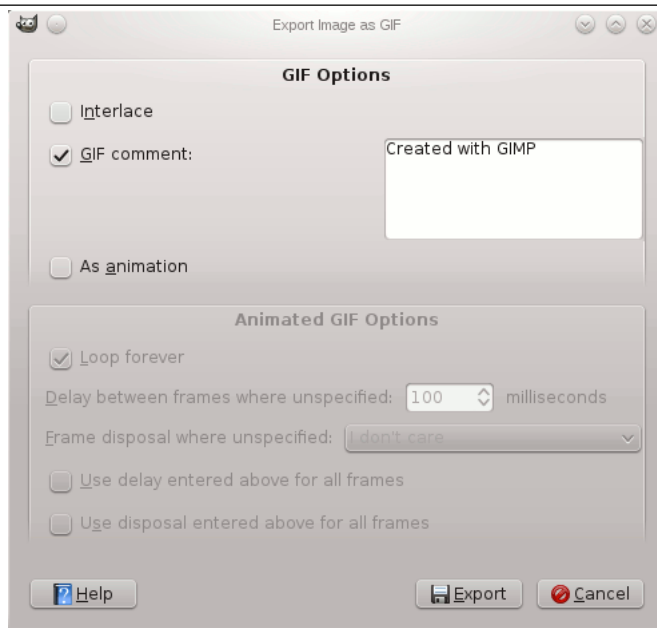 Export Image as GIF
GIF Options
Interlace
GIF comment:
Created with GIMP
As animation
Animated GIF Options
Loop forever
Delay between frames where unspecified: 100 milliseconds
Frame disposal where unspecified: I don't care
Use delay entered above for all frames
Use disposal entered above for all frames
Help
Export
Cancel